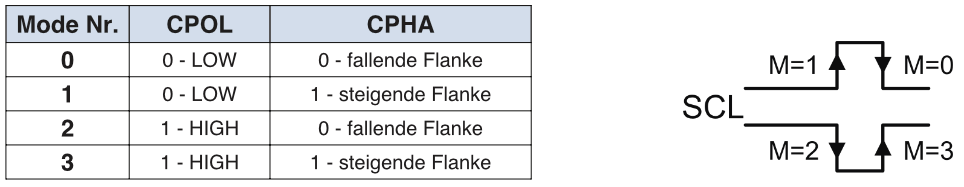 Mode Nr. CPOL CPHA
0 0 - LOW 0 - fallende Flanke
1 0 - LOW 1 - steigende Flanke
2 1 - HIGH 0 - fallende Flanke
3 1 - HIGH 1 - steigende Flanke
M=1 M=0
SCL
M=2 M=3